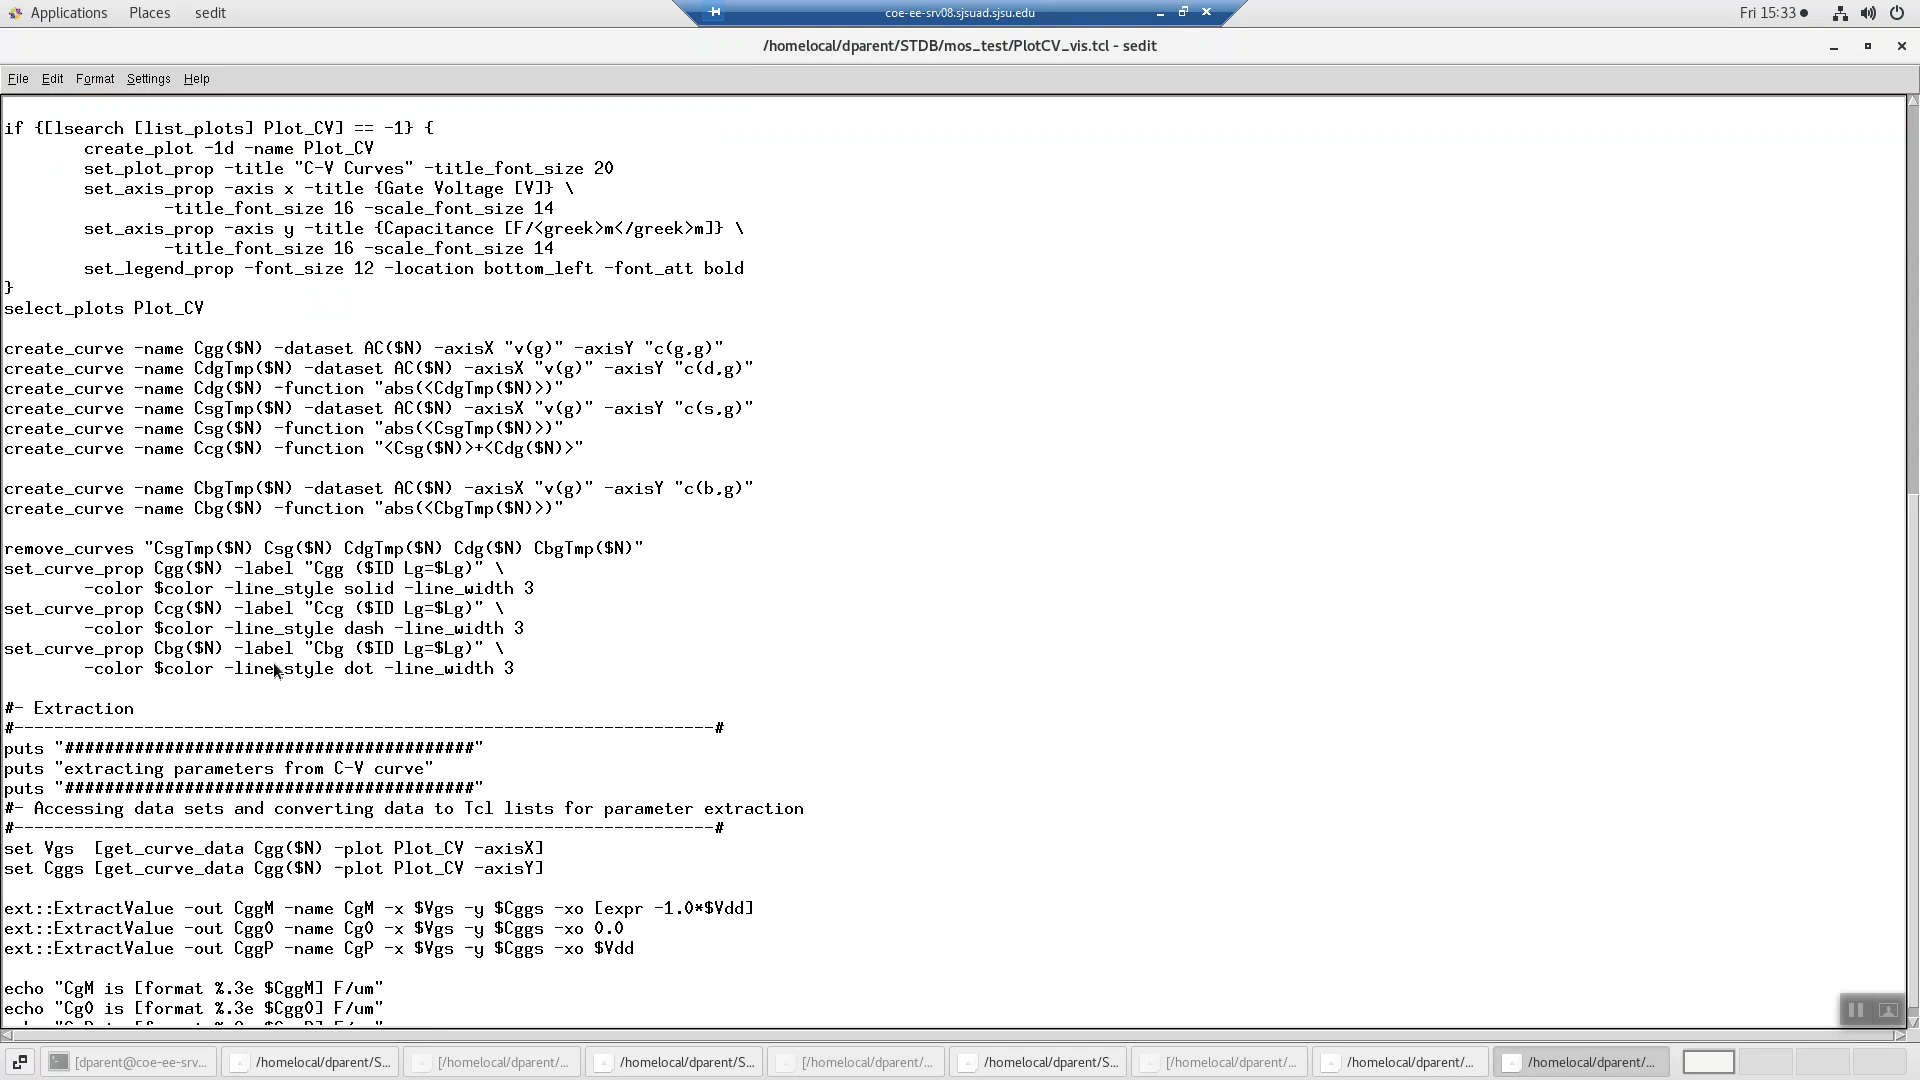 Applications Places sedit
coe-ee-srv08.sjsuad.sjsu.edu
Fri 15:33
/homelocal/dparent/STDB/mos_test/PlotCV_vis.tcl - sedit
File Edit Format Settings Help
if {[lsearch [list_plots] Plot_CV] == -1} {
        create_plot -1d -name Plot_CV
        set_plot_prop -title "C-V Curves" -title_font_size 20
        set_axis_prop -axis x -title {Gate Voltage [V]} \
                -title_font_size 16 -scale_font_size 14
        set_axis_prop -axis y -title {Capacitance [F/<greek>m</greek>m]} \
                -title_font_size 16 -scale_font_size 14
        set_legend_prop -font_size 12 -location bottom_left -font_att bold
}
select_plots Plot_CV
create_curve -name Cgg($N) -dataset AC($N) -axisX "v(g)" -axisY "c(g,g)"
create_curve -name CdgTmp($N) -dataset AC($N) -axisX "v(g)" -axisY "c(d,g)"
create_curve -name Cdg($N) -function "abs(<CdgTmp($N)>)"
create_curve -name CsgTmp($N) -dataset AC($N) -axisX "v(g)" -axisY "c(s,g)"
create_curve -name Csg($N) -function "abs(<CsgTmp($N)>)"
create_curve -name Ccg($N) -function "<Csg($N)>+<Cdg($N)>"
create_curve -name CbgTmp($N) -dataset AC($N) -axisX "v(g)" -axisY "c(b,g)"
create_curve -name Cbg($N) -function "abs(<CbgTmp($N)>)"
remove_curves "CsgTmp($N) Csg($N) CdgTmp($N) Cdg($N) CbgTmp($N)"
set_curve_prop Cgg($N) -label "Cgg ($ID Lg=$Lg)" \
        -color $color -line_style solid -line_width 3
set_curve_prop Ccg($N) -label "Ccg ($ID Lg=$Lg)" \
        -color $color -line_style dash -line_width 3
set_curve_prop Cbg($N) -label "Cbg ($ID Lg=$Lg)" \
        -color $color -line_style dot -line_width 3
#- Extraction
#----------------------------------------------------------------------#
puts "#########################################"
puts "extracting parameters from C-V curve"
puts "#########################################"
#- Accessing data sets and converting data to Tcl lists for parameter extraction
#----------------------------------------------------------------------#
set Vgs  [get_curve_data Cgg($N) -plot Plot_CV -axisX]
set Cggs [get_curve_data Cgg($N) -plot Plot_CV -axisY]
ext::ExtractValue -out CggM -name CgM -x $Vgs -y $Cggs -xo [expr -1.0*$Vdd]
ext::ExtractValue -out Cgg0 -name Cg0 -x $Vgs -y $Cggs -xo 0.0
ext::ExtractValue -out CggP -name CgP -x $Vgs -y $Cggs -xo $Vdd
echo "CgM is [format %.3e $CggM] F/um"
echo "Cg0 is [format %.3e $Cgg0] F/um"
[dparent@coe-ee-srv... /homelocal/dparent/S... [/homelocal/dparent/... /homelocal/dparent/S... [/homelocal/dparent/... /homelocal/dparent/S... [/homelocal/dparent/... /homelocal/dparent/... /homelocal/dparent/...